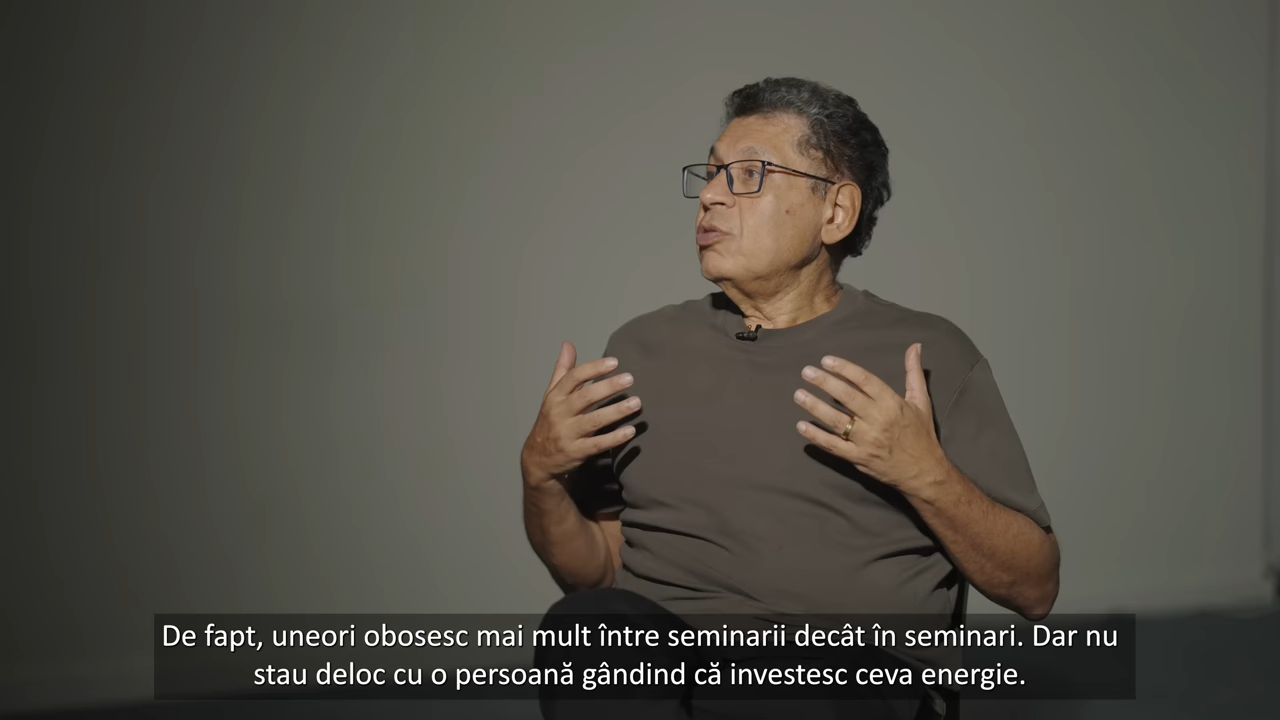 De fapt, uneori obosesc mai mult între seminarii decât în seminari. Dar nu
stau deloc cu o persoană gândind că investesc ceva energie.